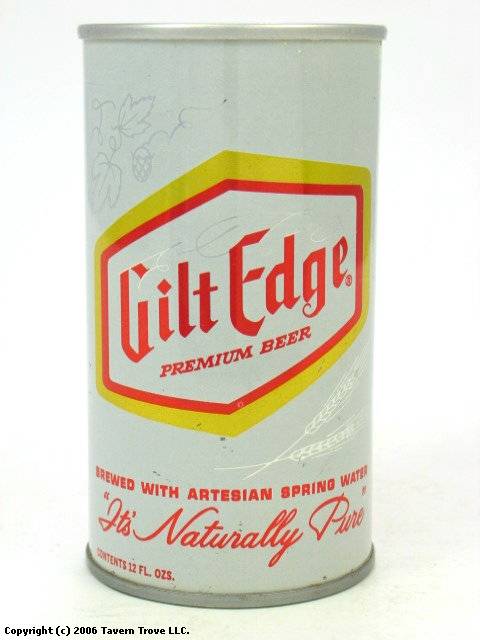 Gilt Edge®
PREMIUM BEER
BREWED WITH ARTESIAN SPRING WATER
"It's Naturally Pure"
CONTENTS 12 FL. OZS.
Copyright (c) 2006 Tavern Trove LLC.